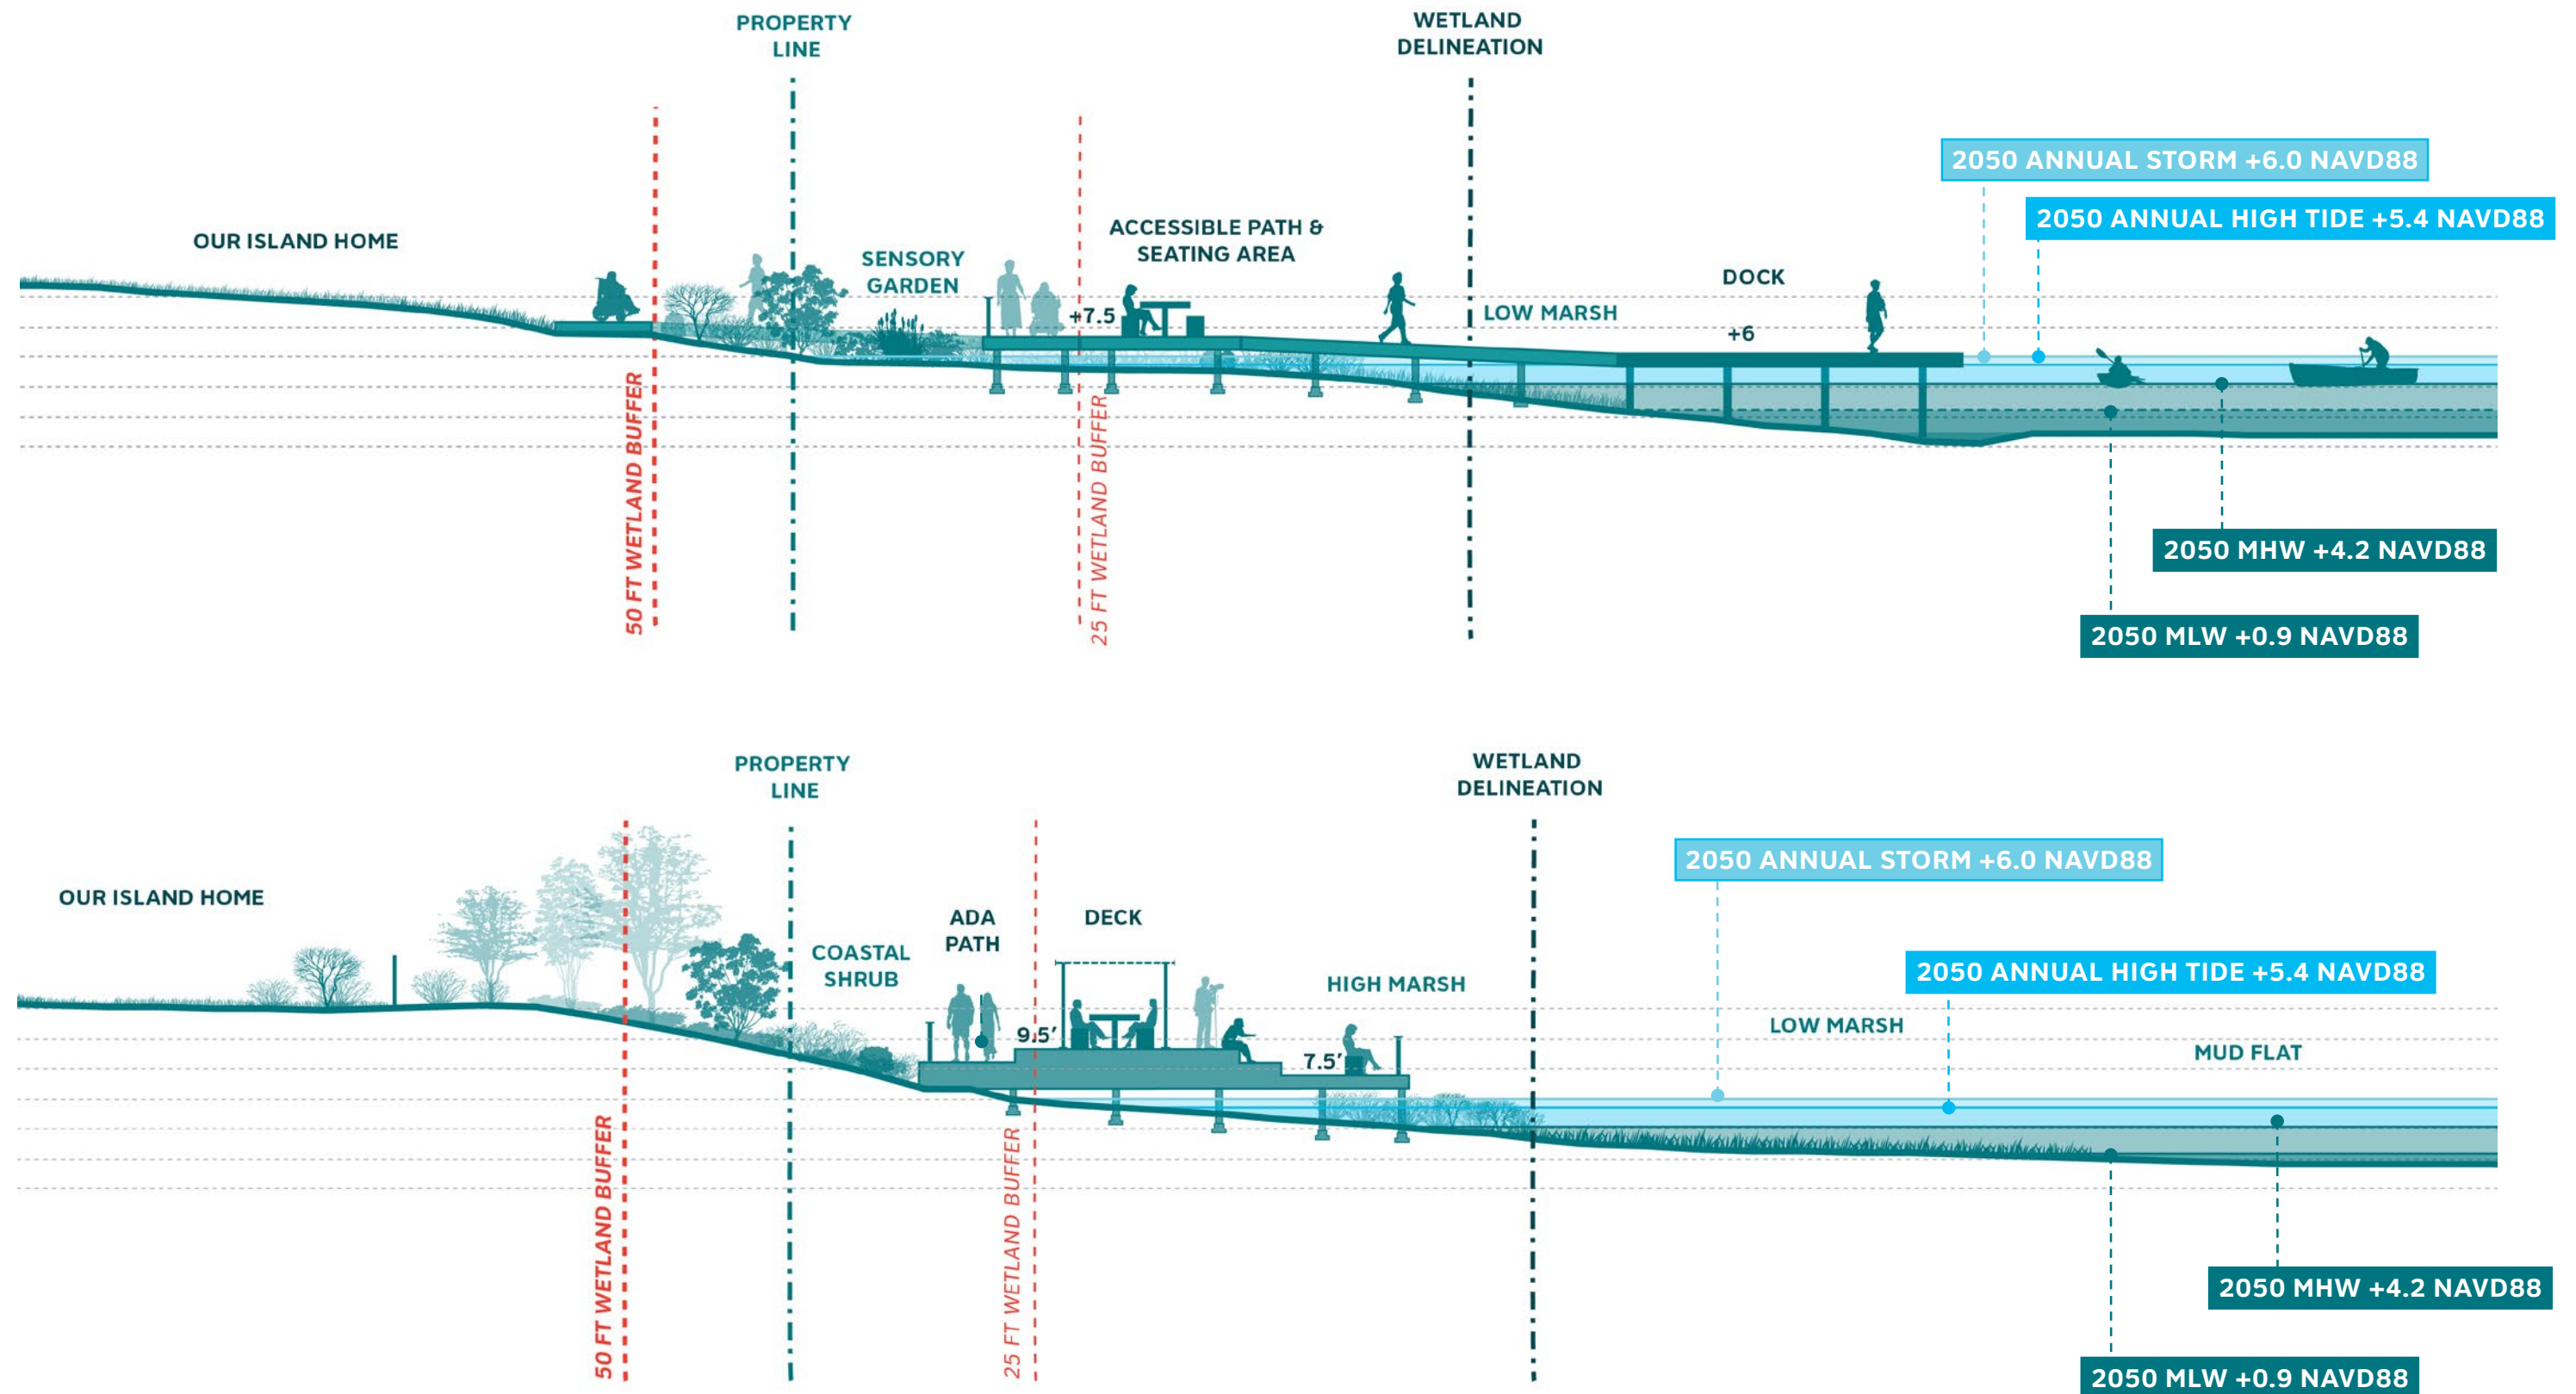 PROPERTY
LINE
WETLAND
DELINEATION
2050 ANNUAL STORM +6.0 NAVD88
2050 ANNUAL HIGH TIDE +5.4 NAVD88
OUR ISLAND HOME
SENSORY
GARDEN
ACCESSIBLE PATH &
SEATING AREA
DOCK
+7.5
LOW MARSH
+6
50 FT WETLAND BUFFER
25 FT WETLAND BUFFER
2050 MHW +4.2 NAVD88
2050 MLW +0.9 NAVD88
PROPERTY
LINE
WETLAND
DELINEATION
2050 ANNUAL STORM +6.0 NAVD88
OUR ISLAND HOME
ADA
PATH
DECK
COASTAL
SHRUB
HIGH MARSH
2050 ANNUAL HIGH TIDE +5.4 NAVD88
9.5'
LOW MARSH
7.5'
MUD FLAT
50 FT WETLAND BUFFER
25 FT WETLAND BUFFER
2050 MHW +4.2 NAVD88
2050 MLW +0.9 NAVD88